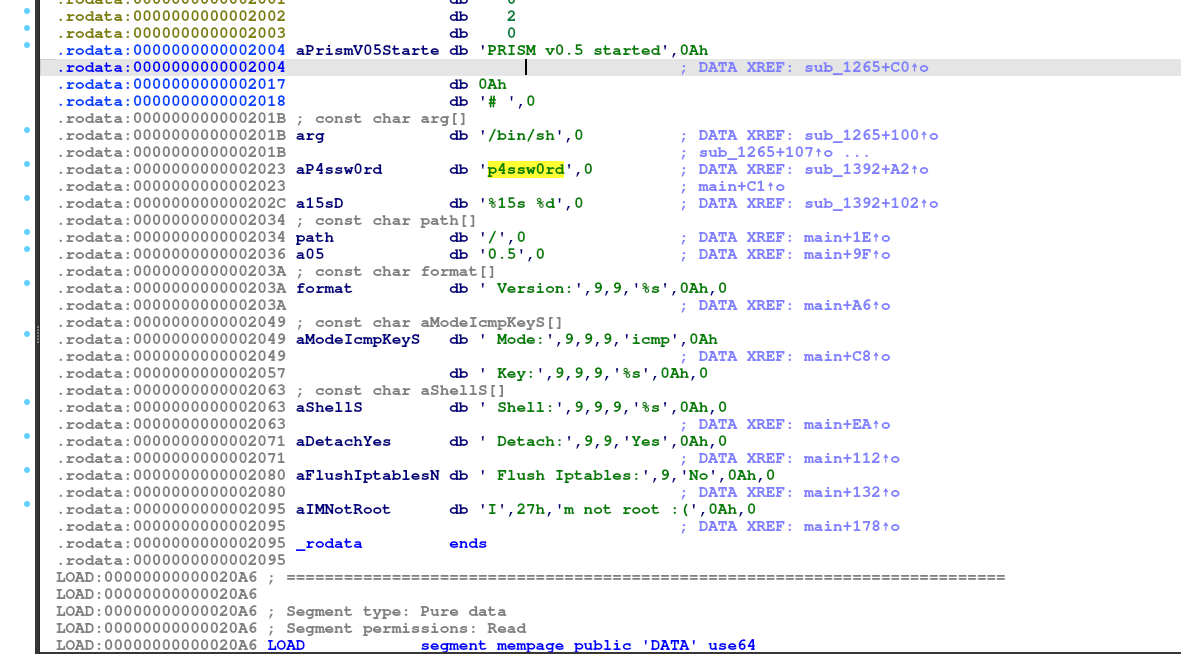 .rodata:0000000000002002 db 2
.rodata:0000000000002003 db 0
.rodata:0000000000002004 aPrismV05Starte db 'PRISM v0.5 started',0Ah
.rodata:0000000000002004 ; DATA XREF: sub_1265+C0↑o
.rodata:0000000000002017 db 0Ah
.rodata:0000000000002018 db '# ',0
.rodata:000000000000201B ; const char arg[]
.rodata:000000000000201B arg db '/bin/sh',0 ; DATA XREF: sub_1265+100↑o
.rodata:000000000000201B ; sub_1265+107↑o ...
.rodata:0000000000002023 aP4ssw0rd db 'p4ssw0rd',0 ; DATA XREF: sub_1392+A2↑o
.rodata:0000000000002023 ; main+C1↑o
.rodata:000000000000202C a15sD db '%15s %d',0 ; DATA XREF: sub_1392+102↑o
.rodata:0000000000002034 ; const char path[]
.rodata:0000000000002034 path db '/',0 ; DATA XREF: main+1E↑o
.rodata:0000000000002036 a05 db '0.5',0 ; DATA XREF: main+9F↑o
.rodata:000000000000203A ; const char format[]
.rodata:000000000000203A format db ' Version:',9,9,'%s',0Ah,0
.rodata:000000000000203A ; DATA XREF: main+A6↑o
.rodata:0000000000002049 ; const char aModeIcmpKeyS[]
.rodata:0000000000002049 aModeIcmpKeyS db ' Mode:',9,9,9,'icmp',0Ah
.rodata:0000000000002049 ; DATA XREF: main+C8↑o
.rodata:0000000000002057 db ' Key:',9,9,9,'%s',0Ah,0
.rodata:0000000000002063 ; const char aShellS[]
.rodata:0000000000002063 aShellS db ' Shell:',9,9,9,'%s',0Ah,0
.rodata:0000000000002063 ; DATA XREF: main+EA↑o
.rodata:0000000000002071 aDetachYes db ' Detach:',9,9,'Yes',0Ah,0
.rodata:0000000000002071 ; DATA XREF: main+112↑o
.rodata:0000000000002080 aFlushIptablesN db ' Flush Iptables:',9,'No',0Ah,0
.rodata:0000000000002080 ; DATA XREF: main+132↑o
.rodata:0000000000002095 aIMNotRoot db 'I',27h,'m not root :(',0Ah,0
.rodata:0000000000002095 ; DATA XREF: main+178↑o
.rodata:0000000000002095 _rodata ends
.rodata:0000000000002095
LOAD:00000000000020A6 ; ===========================================================================
LOAD:00000000000020A6
LOAD:00000000000020A6 ; Segment type: Pure data
LOAD:00000000000020A6 ; Segment permissions: Read
LOAD:00000000000020A6 LOAD segment mempage public 'DATA' use64